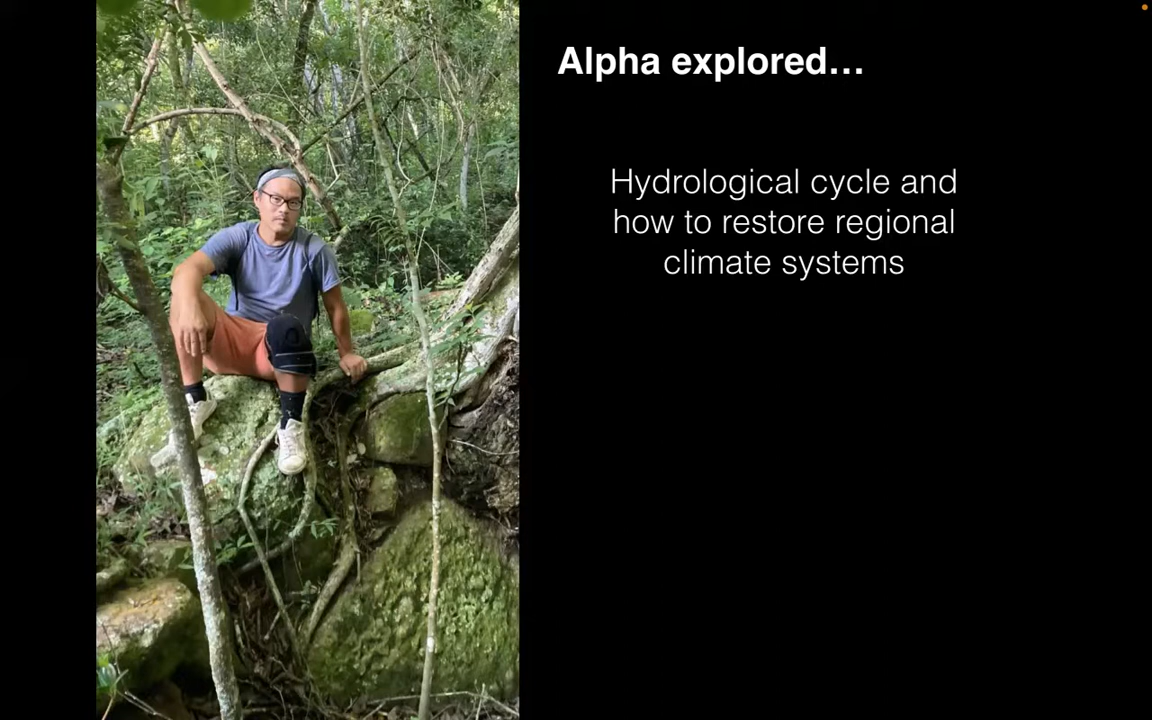 Alpha explored...
Hydrological cycle and
how to restore regional
climate systems